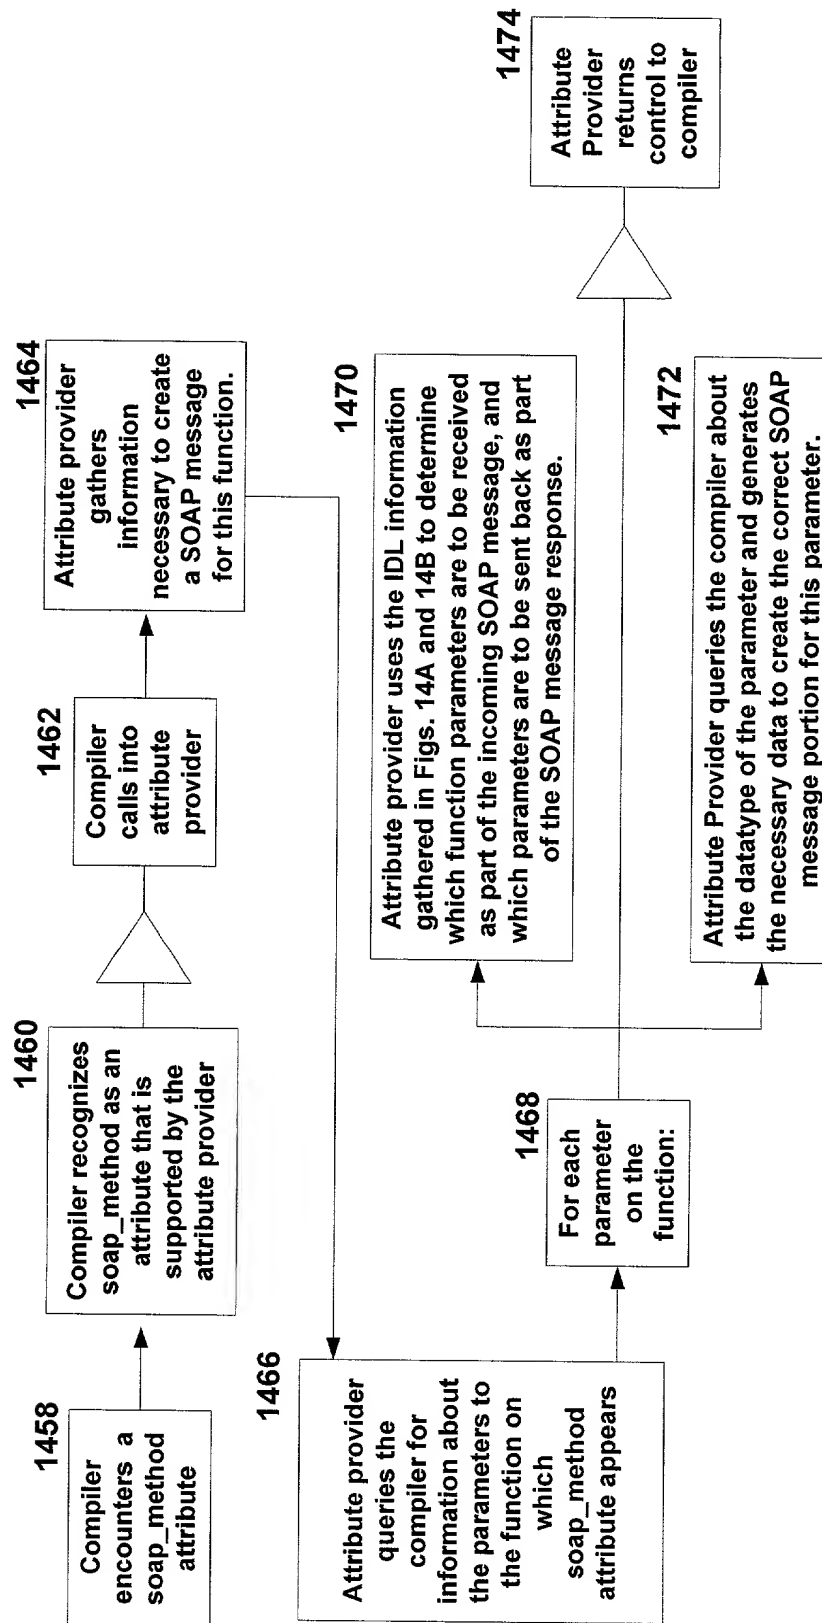 1458
Compiler
encounters a
soap_method
attribute
1460
Compiler recognizes
soap_method as an
attribute that is
supported by the
attribute provider
1462
Compiler
calls into
attribute
provider
1464
Attribute provider
gathers
information
necessary to create
a SOAP message
for this function.
1466
Attribute provider
queries the
compiler for
information about
the parameters to
the function on
which
soap_method
attribute appears
1468
For each
parameter
on the
function:
1470
Attribute provider uses the IDL information
gathered in Figs. 14A and 14B to determine
which function parameters are to be received
as part of the incoming SOAP message, and
which parameters are to be sent back as part
of the SOAP message response.
1472
Attribute Provider queries the compiler about
the datatype of the parameter and generates
the necessary data to create the correct SOAP
message portion for this parameter.
1474
Attribute
Provider
returns
control to
compiler